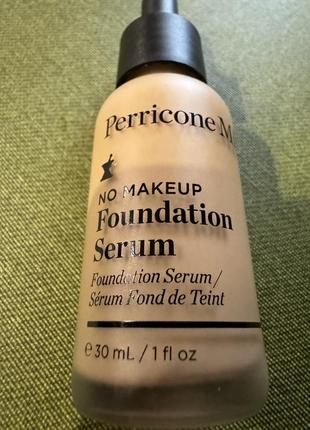 Perricone M
NO MAKEUP
Foundation
Serum
Foundation Serum /
Sérum Fond de Teint
e 30 mL / 1 fl oz